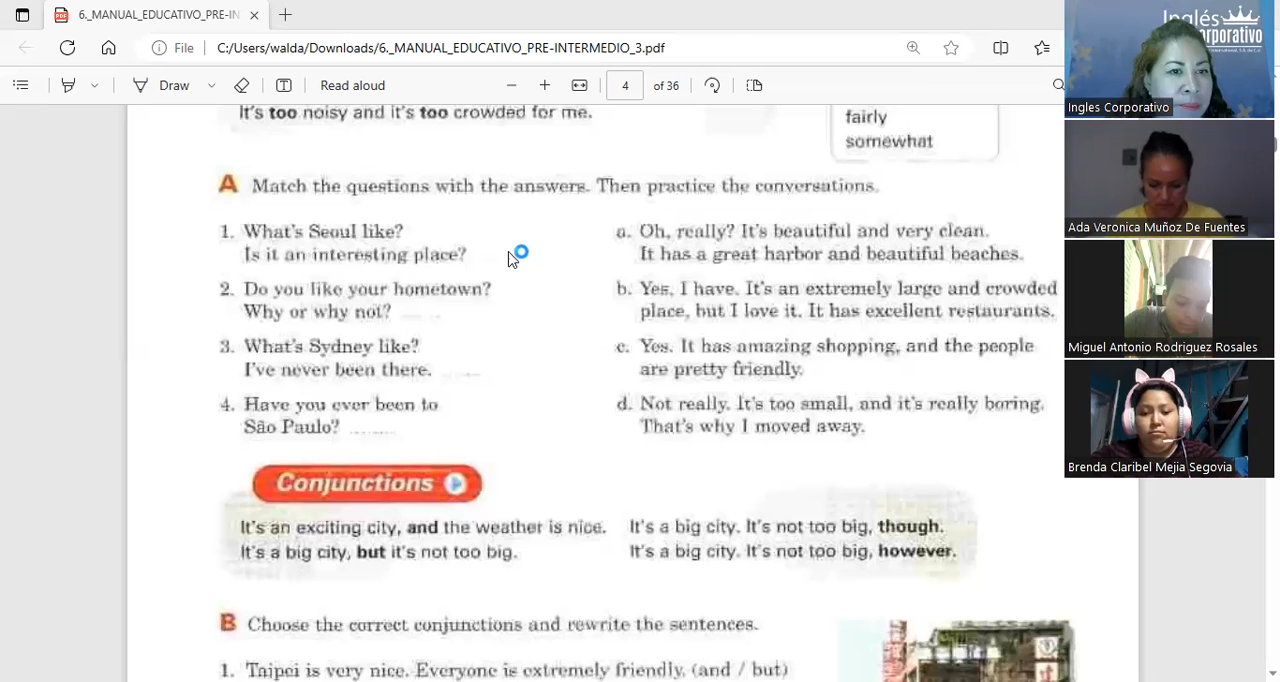 6._MANUAL_EDUCATIVO_PRE-IN
File
C:/Users/walda/Downloads/6._MANUAL_EDUCATIVO_PRE-INTERMEDIO_3.pdf
Draw
Read aloud
4
of 36
It's too noisy and it's too crowded for me.
fairly
somewhat
A Match the questions with the answers. Then practice the conversations.
1. What's Seoul like?
Is it an interesting place?
2. Do you like your hometown?
Why or why not? ........
3. What's Sydney like?
I've never been there. ........
4. Have you ever been to
São Paulo? ........
a. Oh, really? It's beautiful and very clean.
It has a great harbor and beautiful beaches.
b. Yes, I have. It's an extremely large and crowded
place, but I love it. It has excellent restaurants.
c. Yes. It has amazing shopping, and the people
are pretty friendly.
d. Not really. It's too small, and it's really boring.
That's why I moved away.
Conjunctions
It's an exciting city, and the weather is nice.
It's a big city, but it's not too big.
It's a big city. It's not too big, though.
It's a big city. It's not too big, however.
B Choose the correct conjunctions and rewrite the sentences.
1. Taipei is very nice. Everyone is extremely friendly. (and / but)
Inglés
Ingles Corporativo
Ada Veronica Muñoz De Fuentes
Miguel Antonio Rodriguez Rosales
Brenda Claribel Mejia Segovia